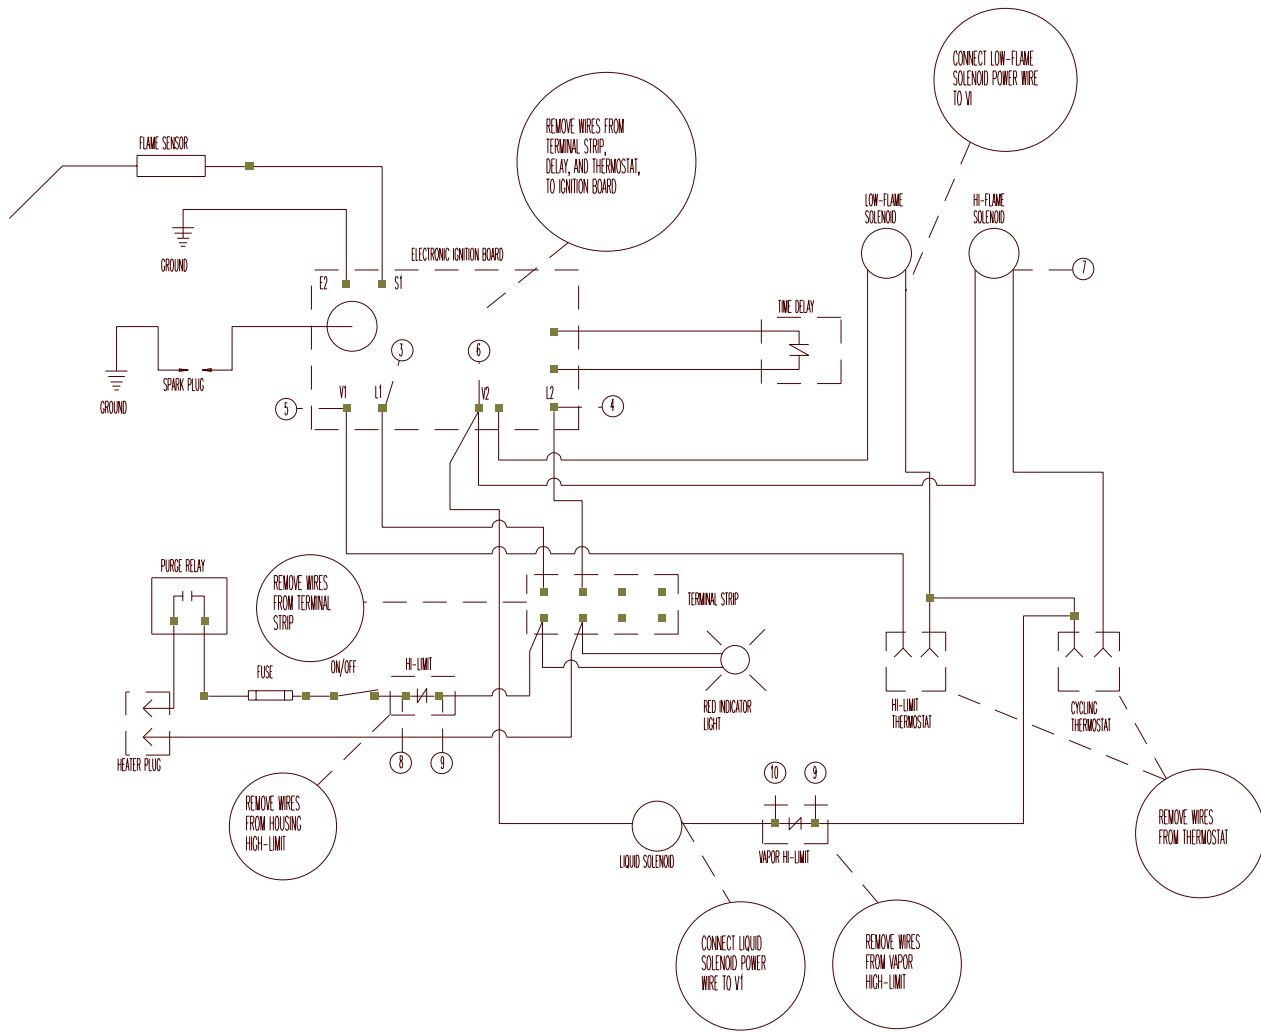 CONNECT LOW-FLAME
SOLENOID POWER WIRE
TO V1
REMOVE WIRES FROM
TERMINAL STRIP,
DELAY, AND THERMOSTAT,
TO IGNITION BOARD
FLAME SENSOR
LOW-FLAME
SOLENOID
HI-FLAME
SOLENOID
GROUND
ELECTRONIC IGNITION BOARD
7
E2
S1
TIME DELAY
3
6
SPARK PLUG
GROUND
V1
L1
V2
L2
5
4
PURGE RELAY
REMOVE WIRES
FROM TERMINAL
STRIP
TERMINAL STRIP
FUSE
ON/OFF
HI-LIMIT
RED INDICATOR
LIGHT
HI-LIMIT
THERMOSTAT
CYCLING
THERMOSTAT
HEATER PLUG
8
9
10
9
REMOVE WIRES
FROM HOUSING
HIGH-LIMIT
REMOVE WIRES
FROM THERMOSTAT
LIQUID SOLENOID
VAPOR HI-LIMIT
CONNECT LIQUID
SOLENOID POWER
WIRE TO V1
REMOVE WIRES
FROM VAPOR
HIGH-LIMIT